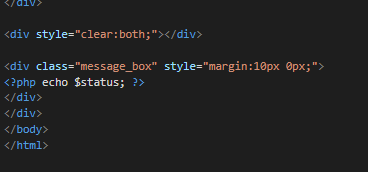 </div>
<div style="clear:both;"></div>
<div class="message_box" style="margin:10px 0px;">
<?php echo $status; ?>
</div>
</div>
</body>
</html>